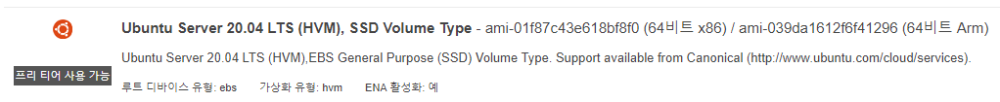 Ubuntu Server 20.04 LTS (HVM), SSD Volume Type - ami-01f87c43e618bf8f0 (64비트 x86) / ami-039da1612f6f41296 (64비트 Arm)
Ubuntu Server 20.04 LTS (HVM),EBS General Purpose (SSD) Volume Type. Support available from Canonical (http://www.ubuntu.com/cloud/services).
프리 티어 사용 가능
루트 디바이스 유형: ebs 가상화 유형: hvm ENA 활성화: 예